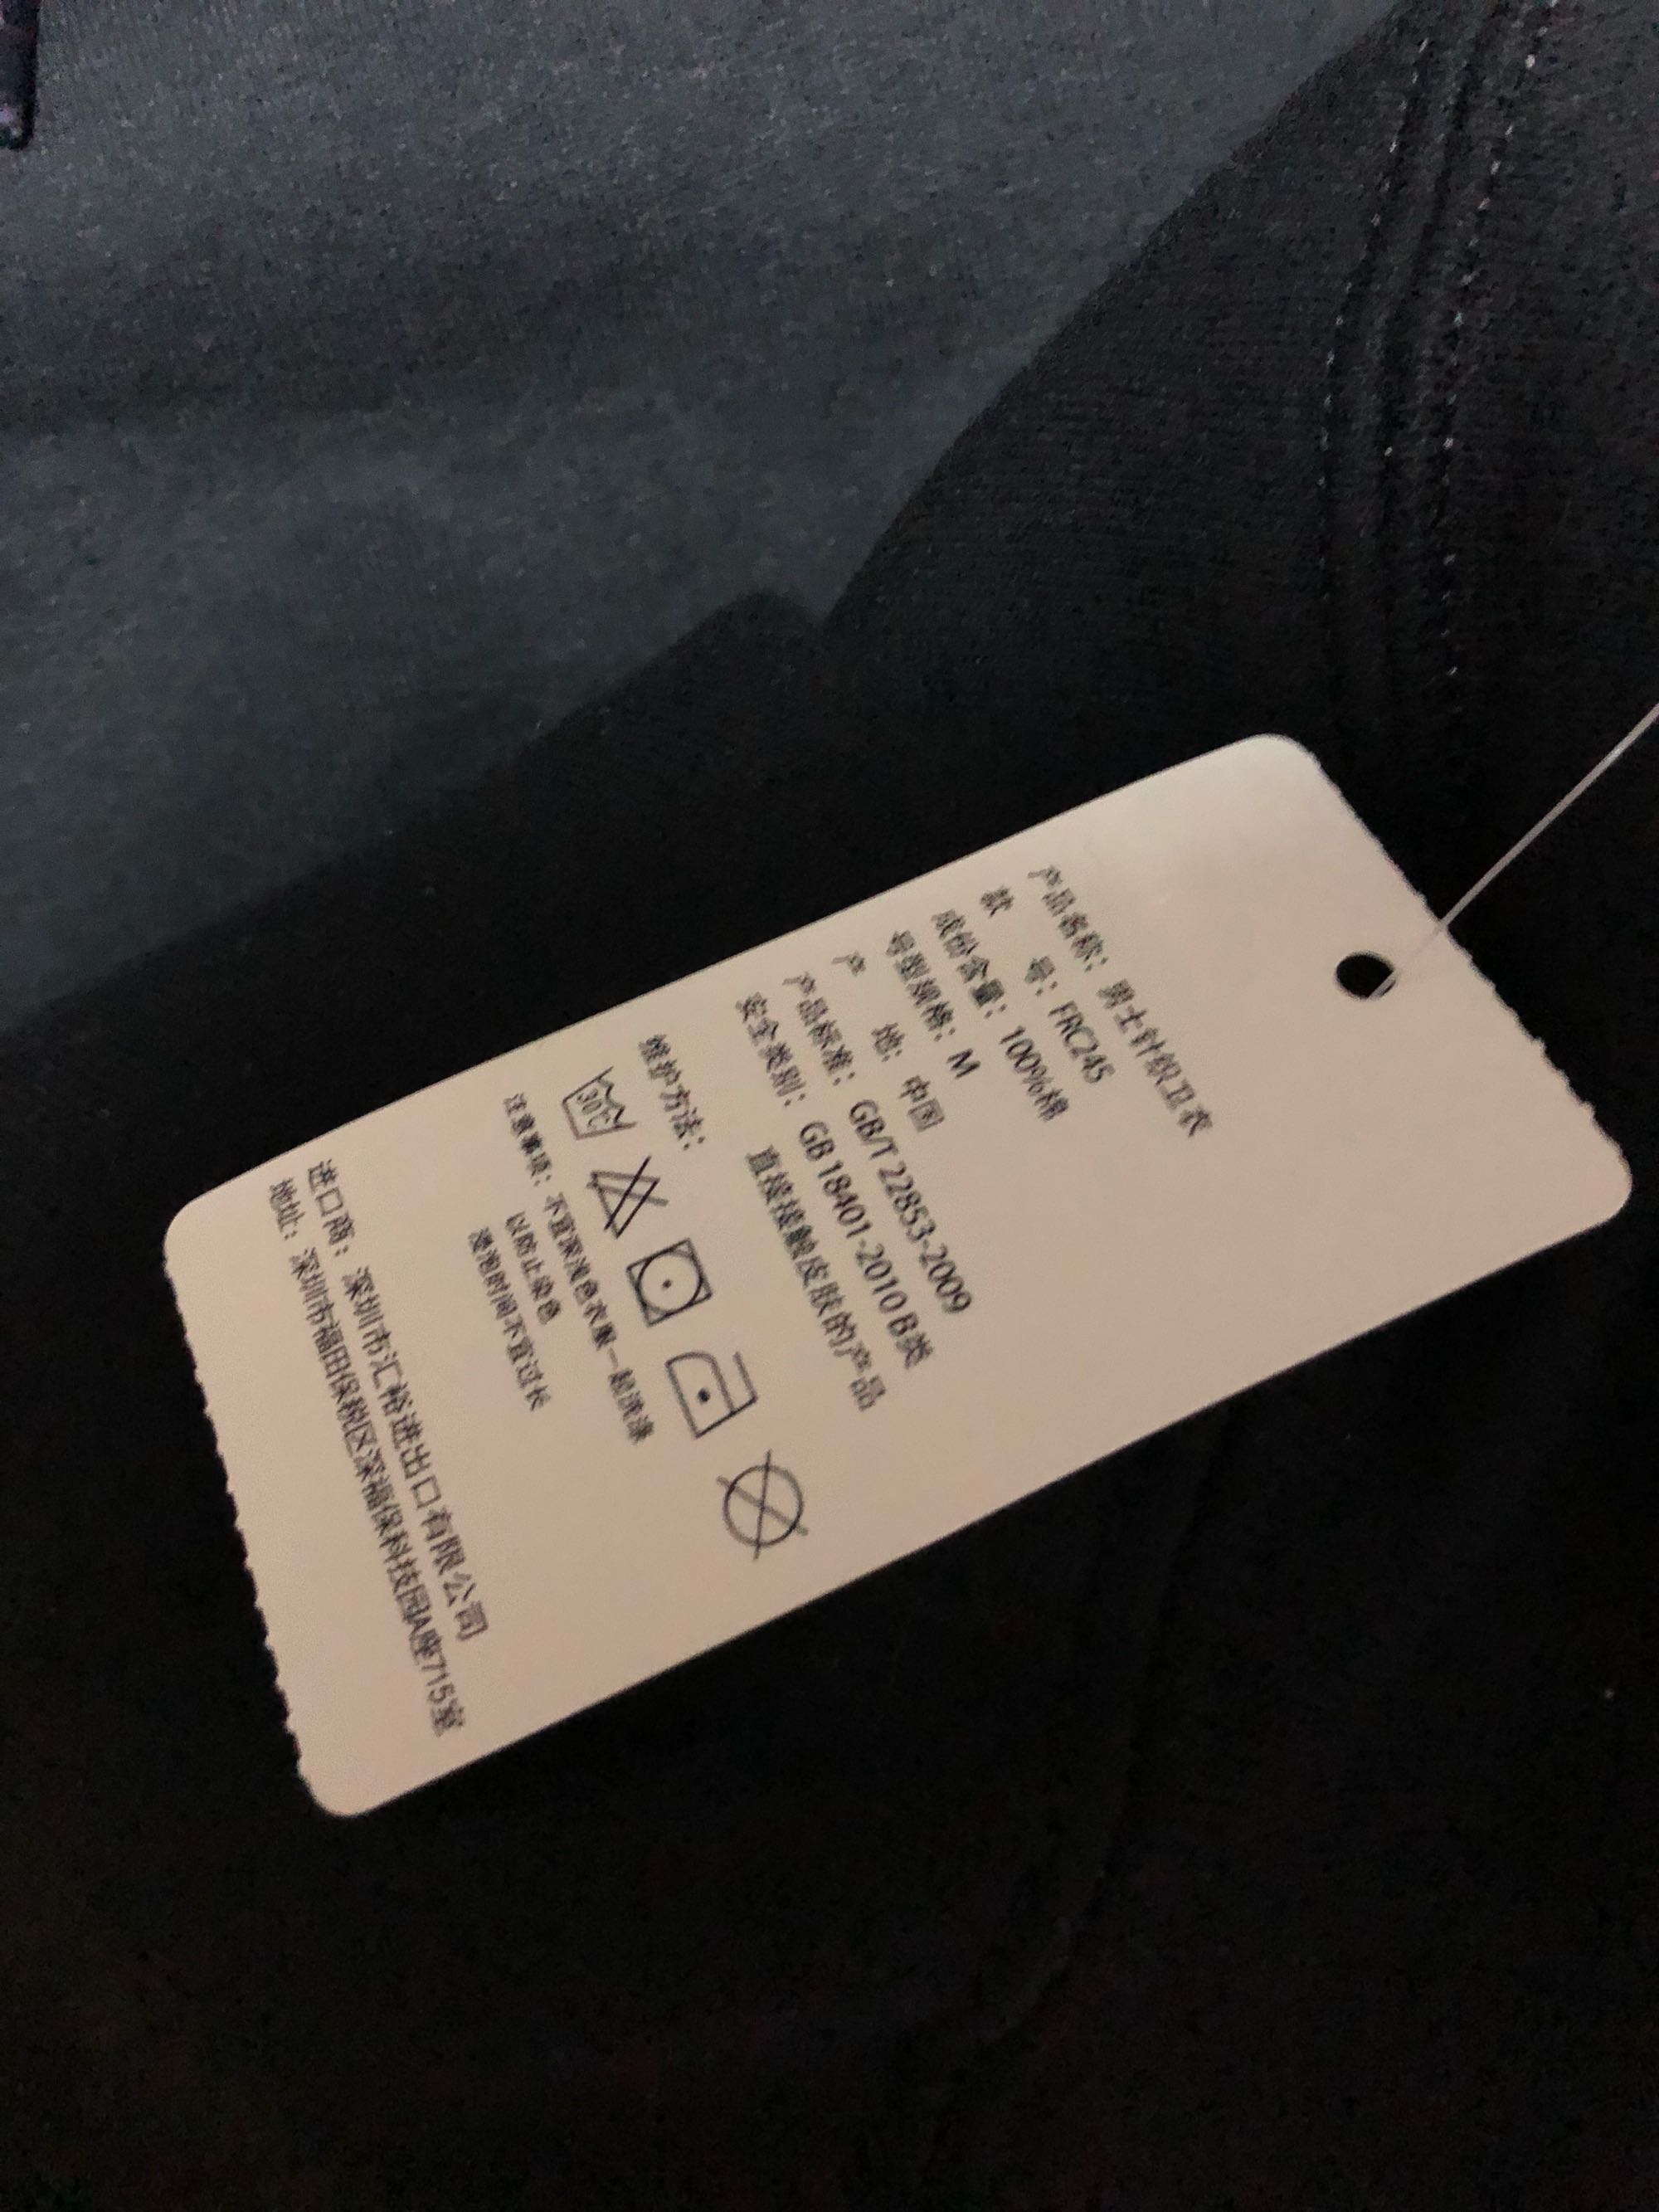 产品名称：男士针织卫衣
款 号：FRC245
成份含量：100%棉
号型规格：M
产 地：中国
产品标准：GB/T 22853-2009
安全类别：GB 18401-2010 B类
直接接触皮肤的产品
维护方法：
30℃
注意事项：不宜深浅色衣服一起洗涤
以防止染色
浸泡时间不宜过长
进口商：深圳市汇裕进出口有限公司
地址：深圳市福田保税区深福保科技园A座715室